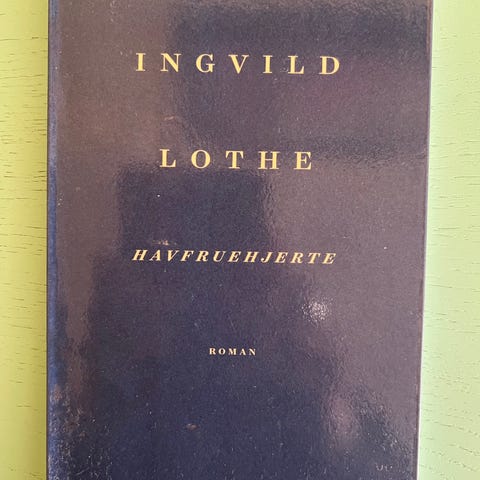 INGVILD
LOTHE
HAVFRUEHJERTE
ROMAN